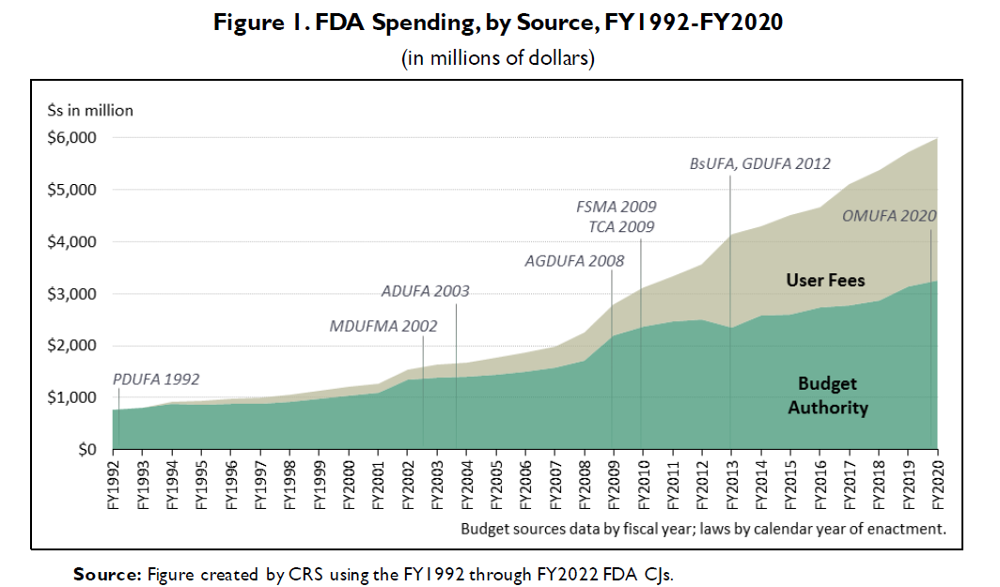 Figure 1. FDA Spending, by Source, FY1992-FY2020
(in millions of dollars)
$s in million
$6,000
$5,000
$4,000
$3,000
$2,000
$1,000
$0
BsUFA, GDUFA 2012
FSMA 2009
TCA 2009
OMUFA 2020
AGDUFA 2008
User Fees
ADUFA 2003
MDUFMA 2002
PDUFA 1992
Budget
Authority
FY1992
FY1993
FY1994
FY1995
FY1996
FY1997
FY1998
FY1999
FY2000
FY2001
FY2002
FY2003
FY2004
FY2005
FY2006
FY2007
FY2008
FY2009
FY2010
FY2011
FY2012
FY2013
FY2014
FY2015
FY2016
FY2017
FY2018
FY2019
FY2020
Budget sources data by fiscal year; laws by calendar year of enactment.
Source: Figure created by CRS using the FY1992 through FY2022 FDA CJs.